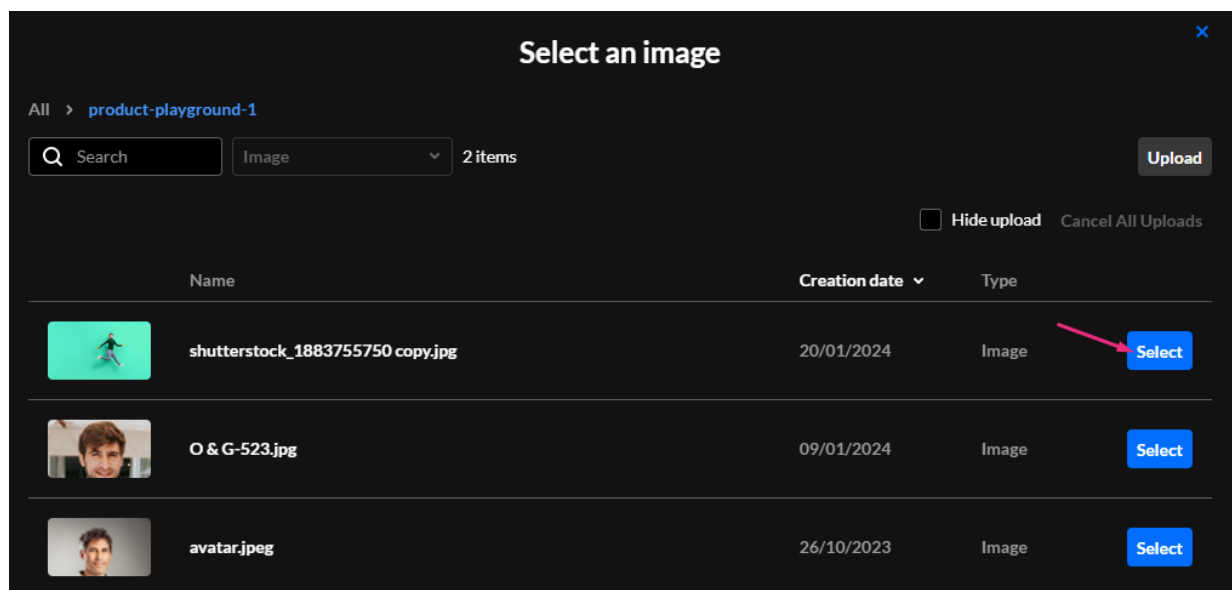 Select an image
All > product-playground-1
Search Image 2 items Upload
Hide upload Cancel All Uploads
Name Creation date Type
shutterstock_1883755750 copy.jpg 20/01/2024 Image Select
O & G-523.jpg 09/01/2024 Image Select
avatar.jpeg 26/10/2023 Image Select